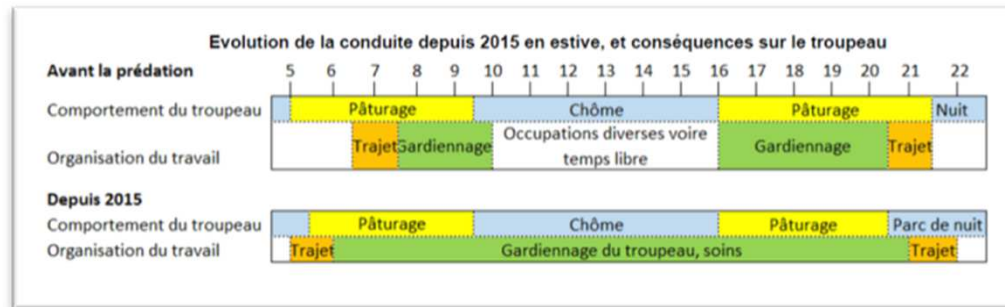 Evolution de la conduite depuis 2015 en estive, et conséquences sur le troupeau
Avant la prédation 5 6 7 8 9 10 11 12 13 14 15 16 17 18 19 20 21 22
Comportement du troupeau Pâturage Chôme Pâturage Nuit
Organisation du travail Trajet Gardiennage Occupations diverses voire temps libre Gardiennage Trajet
Depuis 2015
Comportement du troupeau Pâturage Chôme Pâturage Parc de nuit
Organisation du travail Trajet Gardiennage du troupeau, soins Trajet